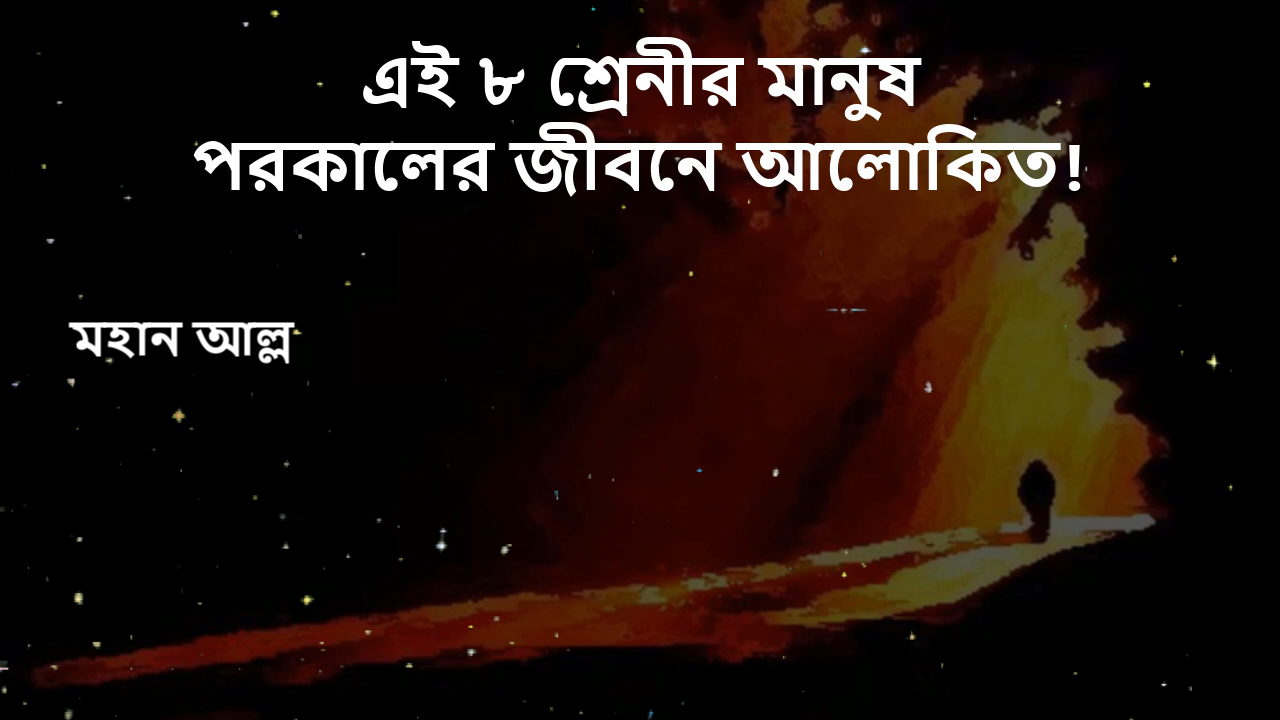 এই ৮ শ্রেনীর মানুষ
পরকালের জীবনে আলোকিত!
মহান আল্ল